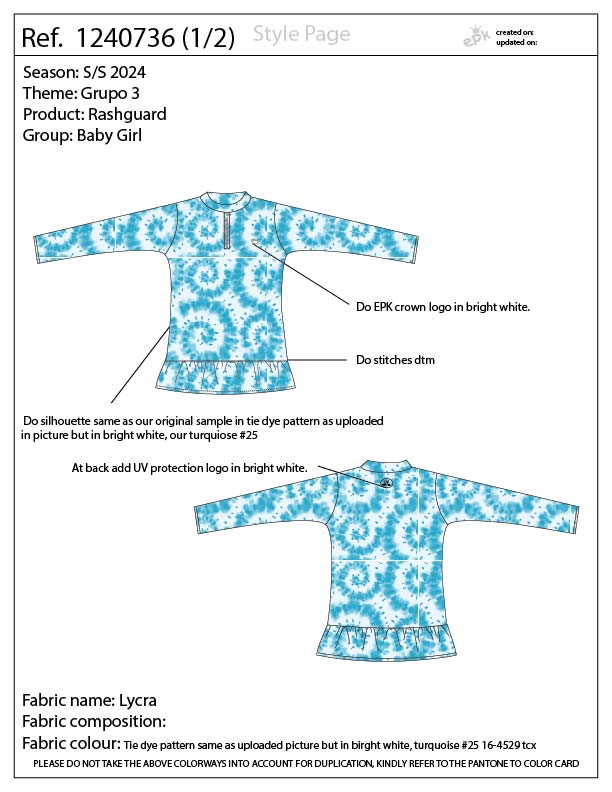 Ref. 1240736 (1/2)
Style Page
epk
created on:
updated on:
Season: S/S 2024
Theme: Grupo 3
Product: Rashguard
Group: Baby Girl
Do EPK crown logo in bright white.
Do stitches dtm
Do silhouette same as our original sample in tie dye pattern as uploaded
in picture but in bright white, our turquiose #25
At back add UV protection logo in bright white.
Fabric name: Lycra
Fabric composition:
Fabric colour: Tie dye pattern same as uploaded picture but in birght white, turquoise #25 16-4529 tcx
PLEASE DO NOT TAKE THE ABOVE COLORWAYS INTO ACCOUNT FOR DUPLICATION, KINDLY REFER TO THE PANTONE TO COLOR CARD